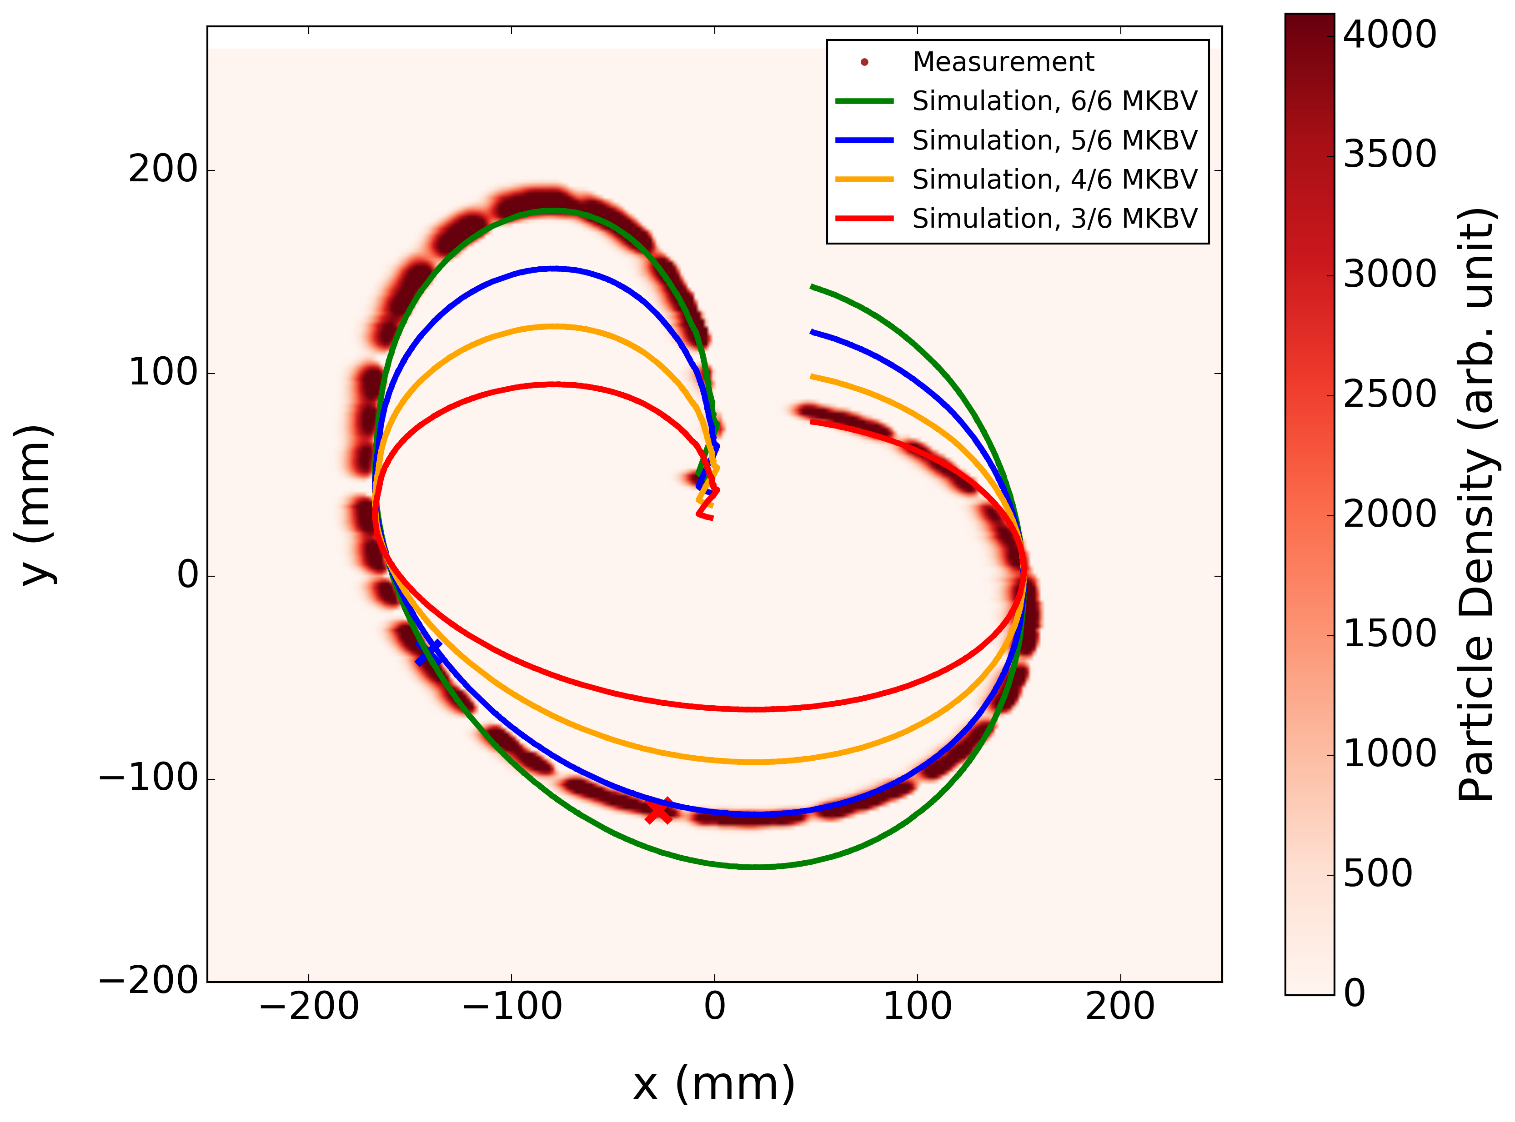 Measurement
Simulation, 6/6 MKBV
Simulation, 5/6 MKBV
Simulation, 4/6 MKBV
Simulation, 3/6 MKBV
200
100
0
−100
−200
y (mm)
−200 −100 0 100 200
x (mm)
4000
3500
3000
2500
2000
1500
1000
500
0
Particle Density (arb. unit)